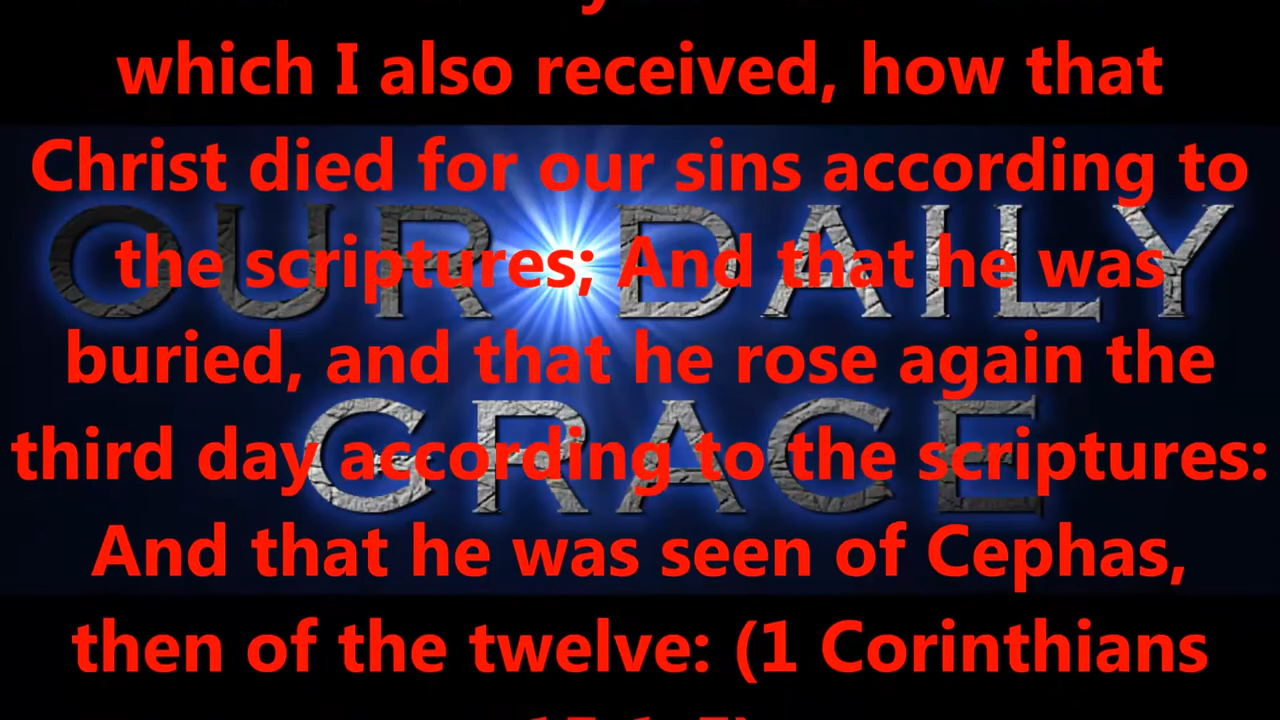 which I also received, how that
Christ died for our sins according to
the scriptures; And that he was
buried, and that he rose again the
third day according to the scriptures:
And that he was seen of Cephas,
then of the twelve: (1 Corinthians
OUR DAILY
GRACE